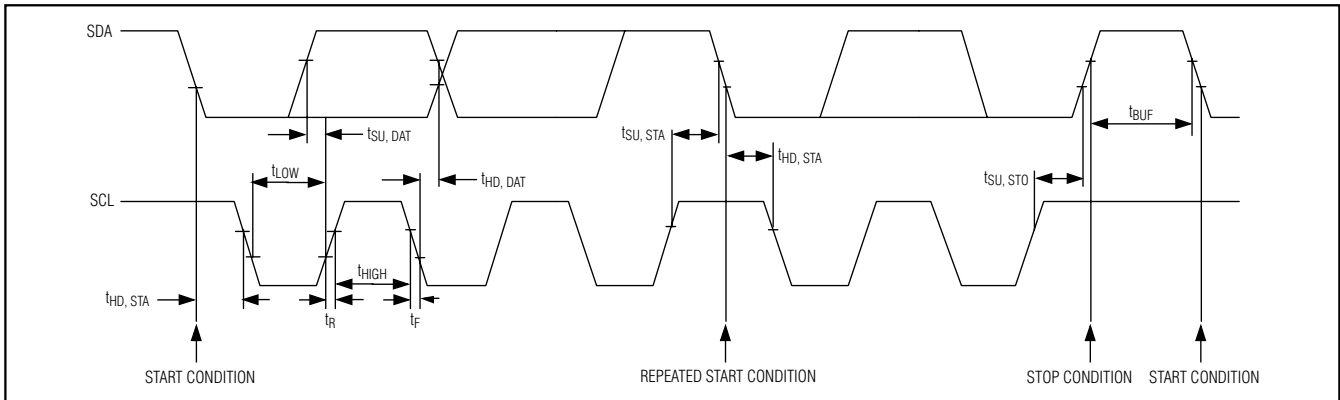 SDA
tSU, DAT
tSU, STA
tBUF
tHD, STA
tLOW
tHD, DAT
tSU, STO
SCL
tHIGH
tHD, STA
tR
tF
START CONDITION
REPEATED START CONDITION
STOP CONDITION
START CONDITION